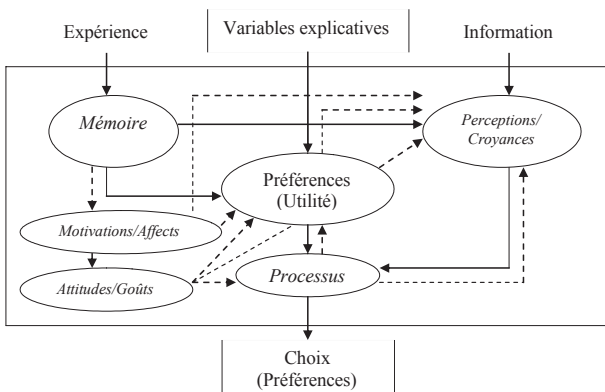 Expérience
Variables explicatives
Information
Mémoire
Perceptions/
Croyances
Préférences
(Utilité)
Motivations/Affects
Attitudes/Goûts
Processus
Choix
(Préférences)